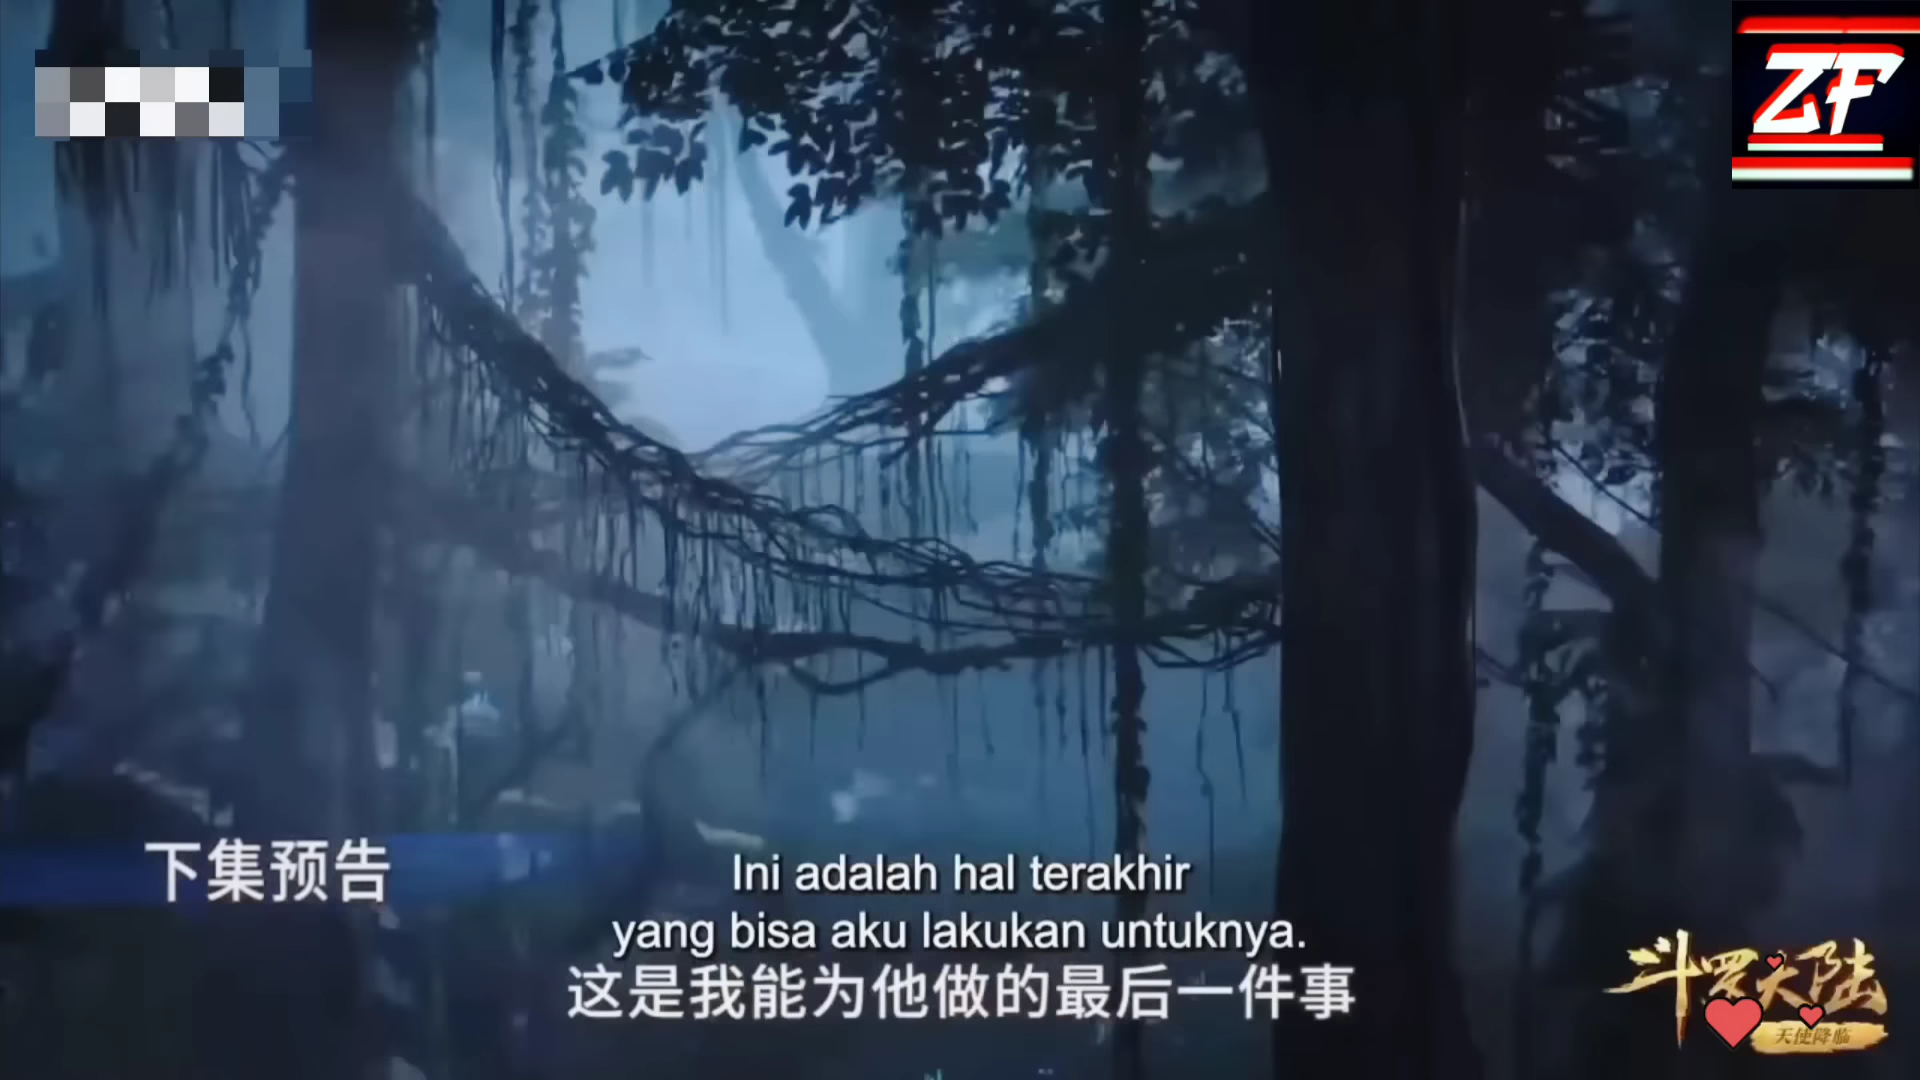 ZF
下集预告
Ini adalah hal terakhir
yang bisa aku lakukan untuknya.
这是我能为他做的最后一件事
斗罗大陆
天使降临